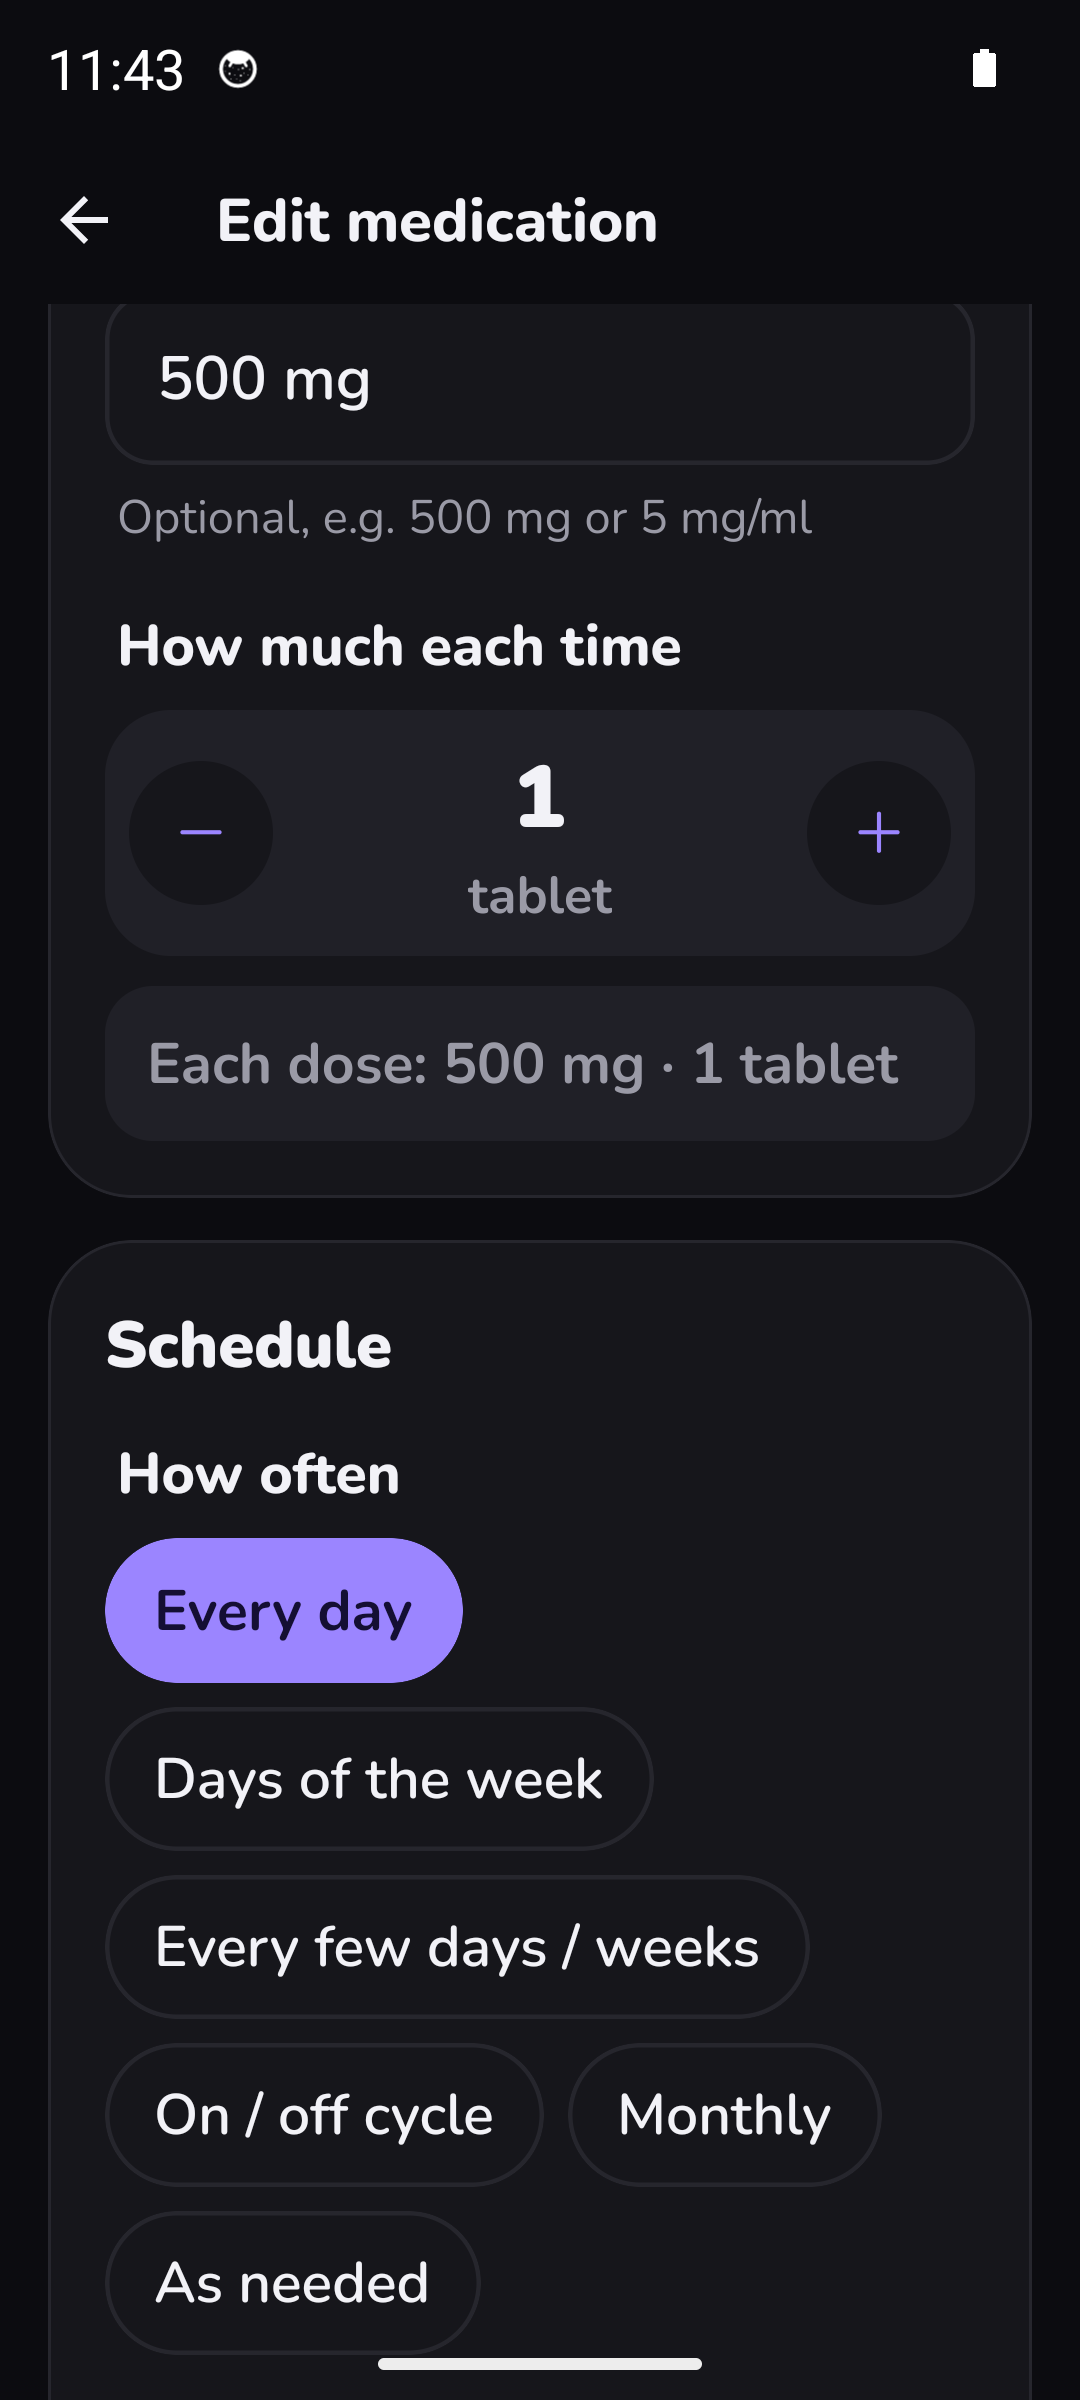 11:43
Edit medication
500 mg
Optional, e.g. 500 mg or 5 mg/ml
How much each time
1
tablet
Each dose: 500 mg · 1 tablet
Schedule
How often
Every day
Days of the week
Every few days / weeks
On / off cycle
Monthly
As needed